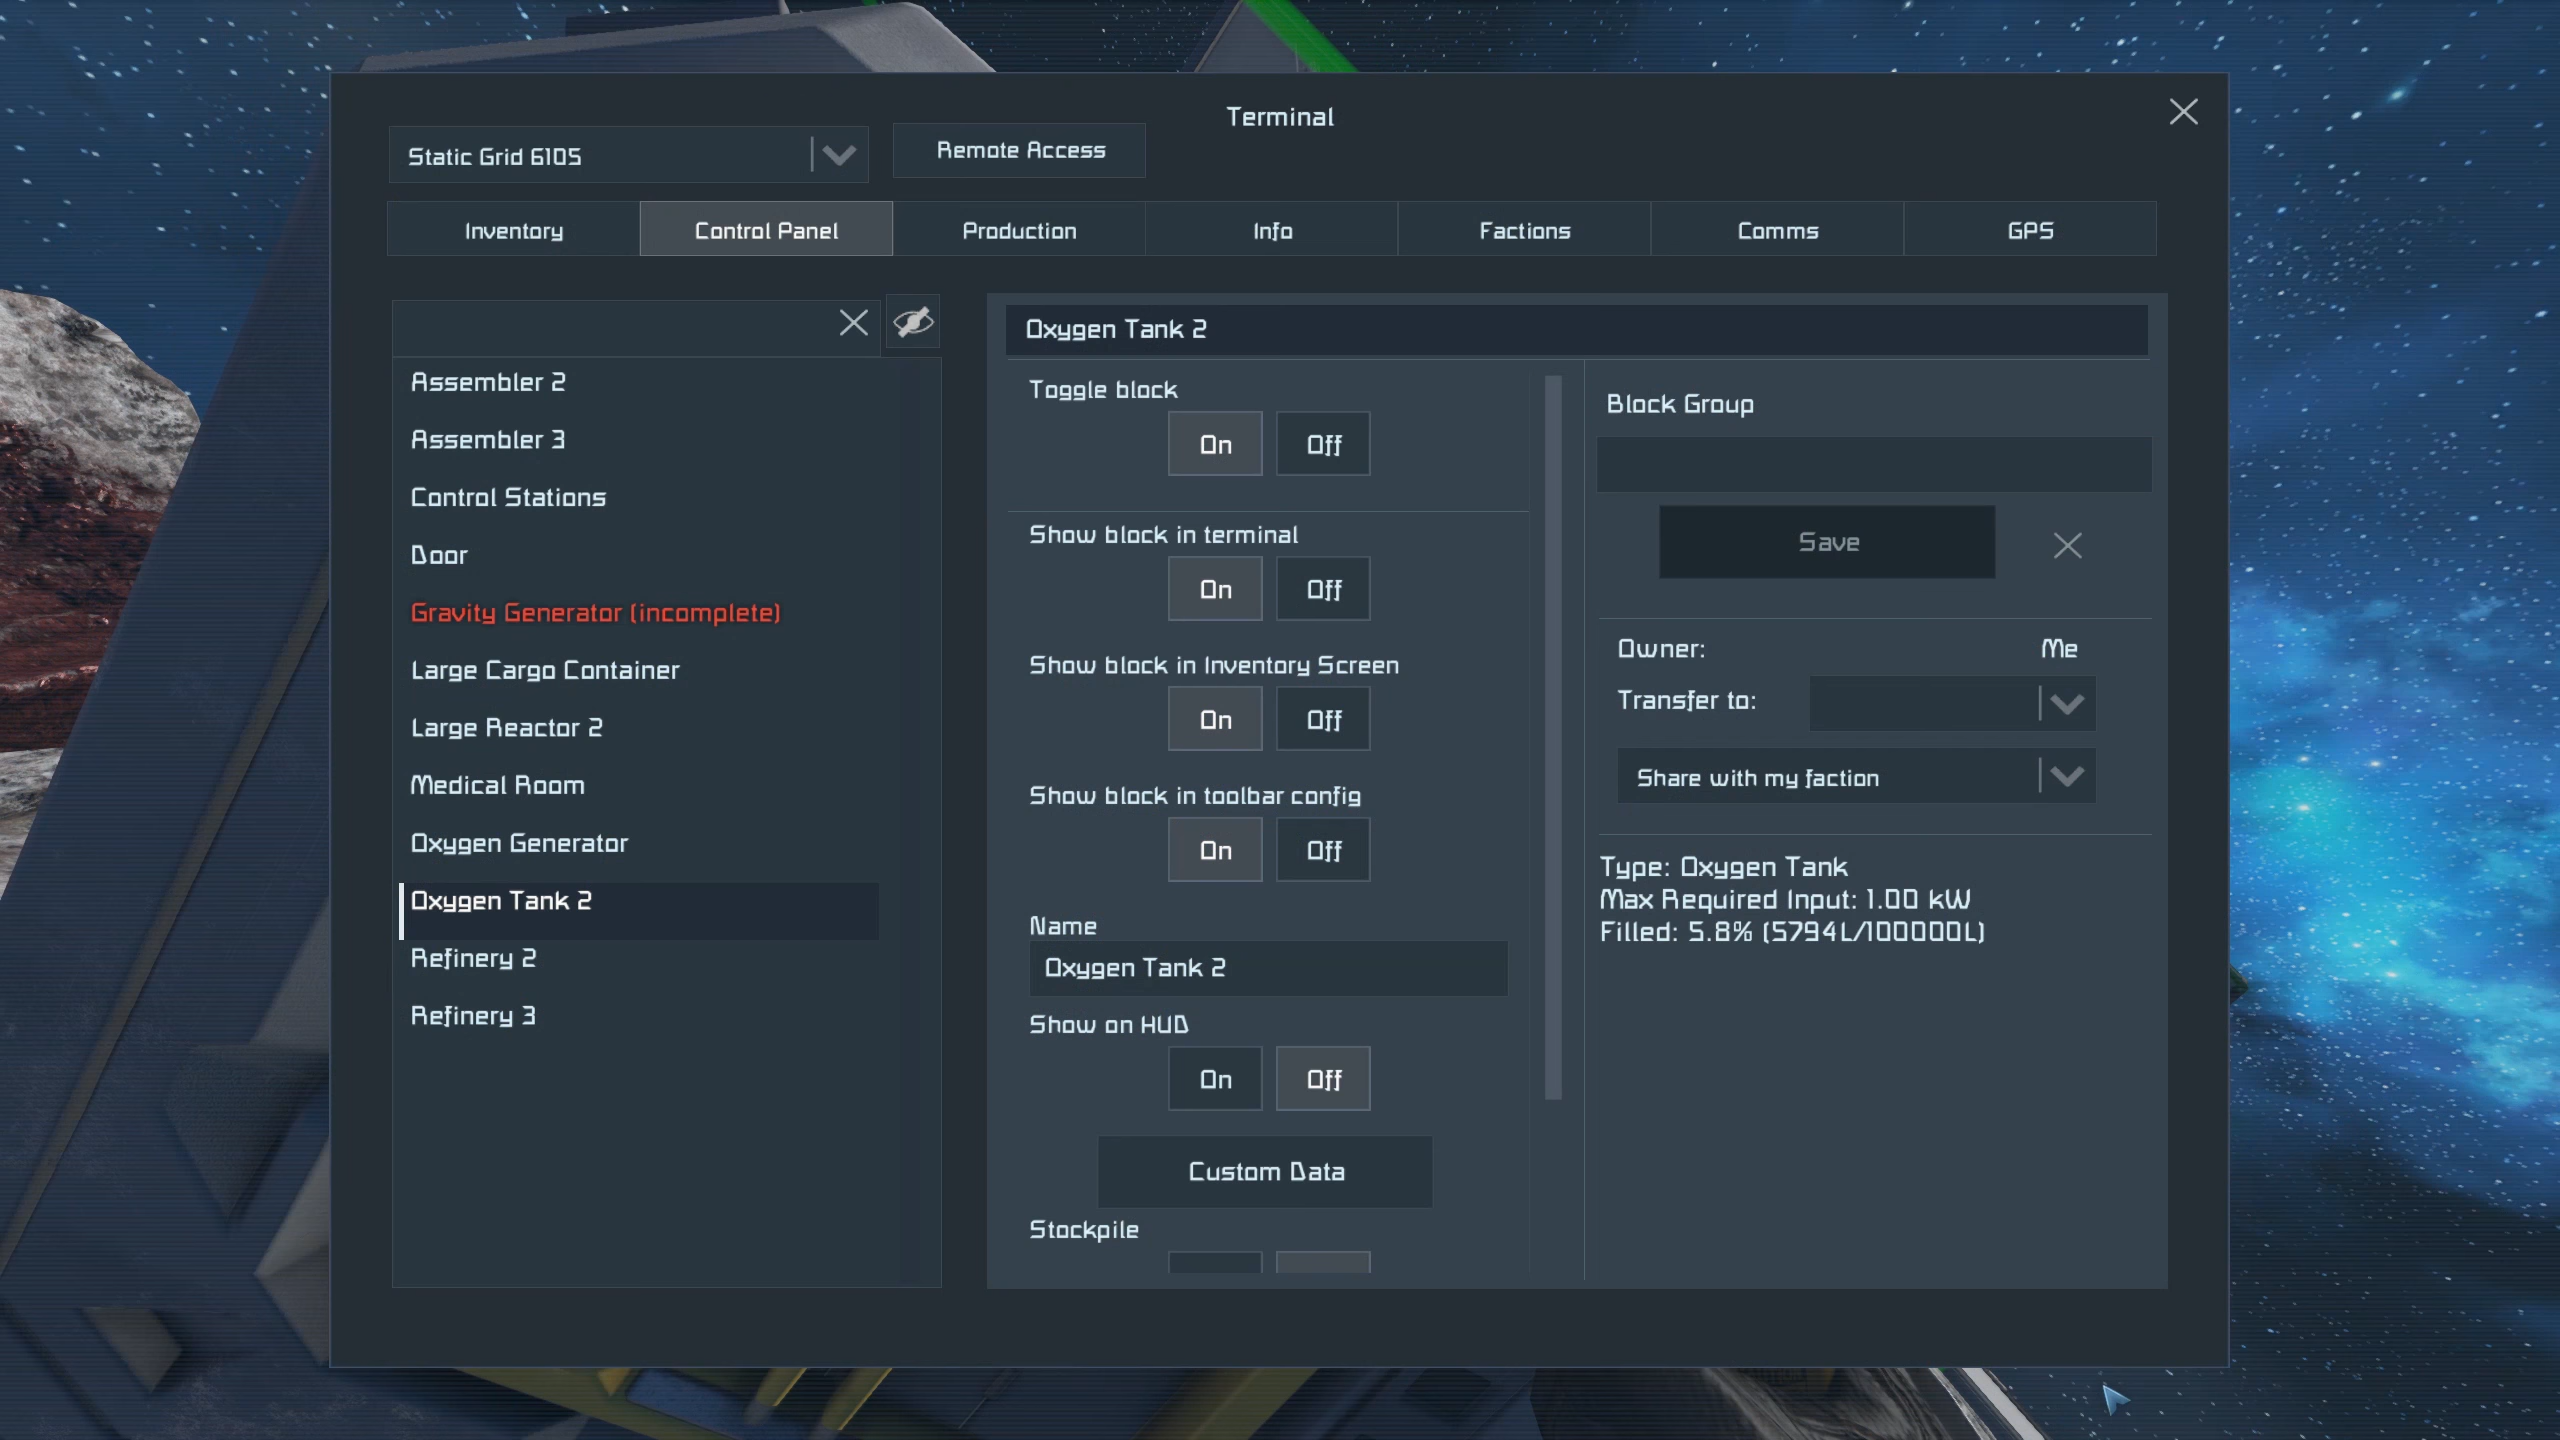 Terminal
Static Grid 6105
Remote Access
Inventory
Control Panel
Production
Info
Factions
Comms
GPS
Assembler 2
Assembler 3
Control Stations
Door
Gravity Generator (incomplete)
Large Cargo Container
Large Reactor 2
Medical Room
Oxygen Generator
Oxygen Tank 2
Refinery 2
Refinery 3
Oxygen Tank 2
Toggle block
On Off
Show block in terminal
On Off
Show block in Inventory Screen
On Off
Show block in toolbar config
On Off
Name
Oxygen Tank 2
Show on HUD
On Off
Custom Data
Stockpile
Block Group
Save
Owner: Me
Transfer to:
Share with my faction
Type: Oxygen Tank
Max Required Input: 1.00 kW
Filled: 5.8% (5794L/100000L)